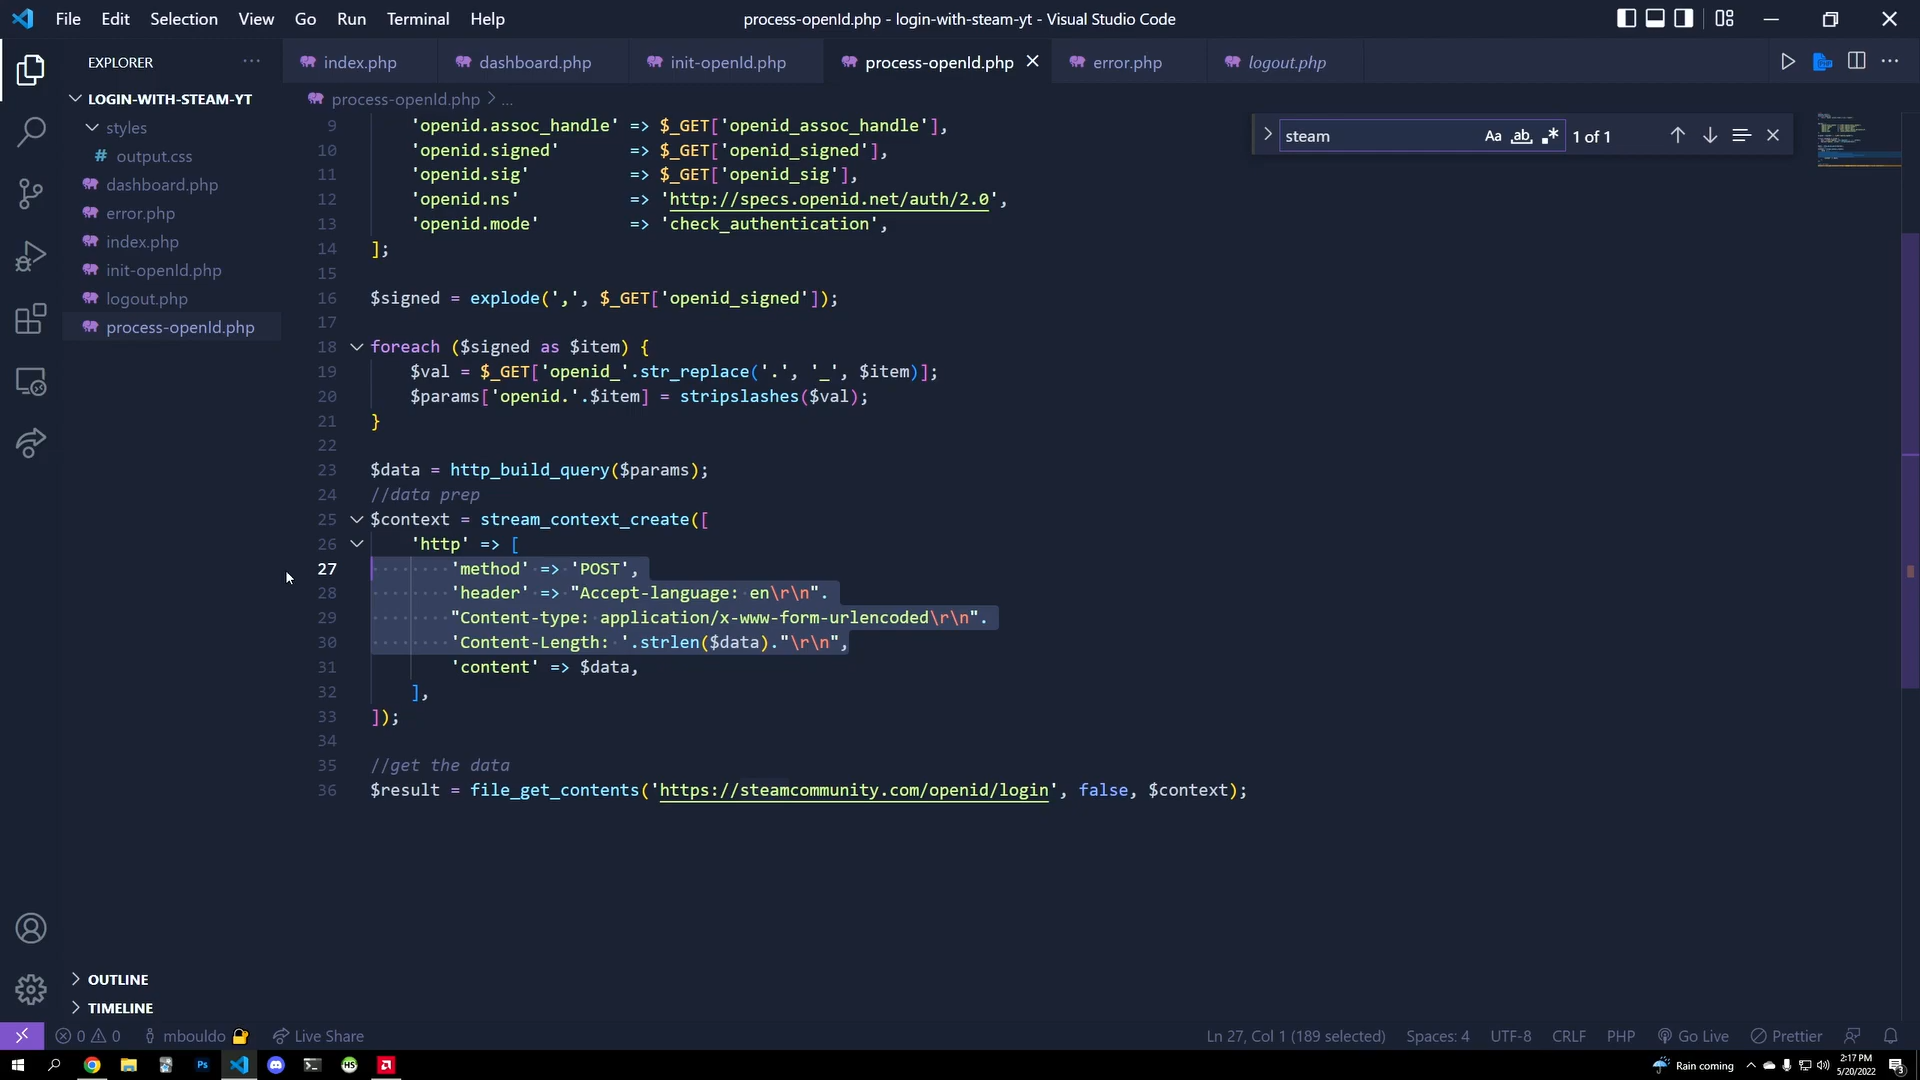 File Edit Selection View Go Run Terminal Help
process-openId.php - login-with-steam-yt - Visual Studio Code
EXPLORER
index.php
dashboard.php
init-openId.php
process-openId.php
error.php
logout.php
LOGIN-WITH-STEAM-YT
styles
# output.css
dashboard.php
error.php
index.php
init-openId.php
logout.php
process-openId.php
process-openId.php > ...
steam
Aa ab 1 of 1
9 'openid.assoc_handle' => $_GET['openid_assoc_handle'],
10 'openid.signed' => $_GET['openid_signed'],
11 'openid.sig' => $_GET['openid_sig'],
12 'openid.ns' => 'http://specs.openid.net/auth/2.0',
13 'openid.mode' => 'check_authentication',
14 ];
15
16 $signed = explode(',', $_GET['openid_signed']);
17
18 foreach ($signed as $item) {
19 $val = $_GET['openid_'.str_replace('.', '_', $item)];
20 $params['openid.'.$item] = stripslashes($val);
21 }
22
23 $data = http_build_query($params);
24 //data prep
25 $context = stream_context_create([
26 'http' => [
27 'method' => 'POST',
28 'header' => "Accept-language: en\r\n".
29 "Content-type: application/x-www-form-urlencoded\r\n".
30 'Content-Length: '.strlen($data)."\r\n",
31 'content' => $data,
32 ],
33 ]);
34
35 //get the data
36 $result = file_get_contents('https://steamcommunity.com/openid/login', false, $context);
OUTLINE
TIMELINE
0 0 mbouldo Live Share
Ln 27, Col 1 (189 selected) Spaces: 4 UTF-8 CRLF PHP Go Live Prettier
Ps HS
Rain coming
2:17 PM
5/20/2022
3